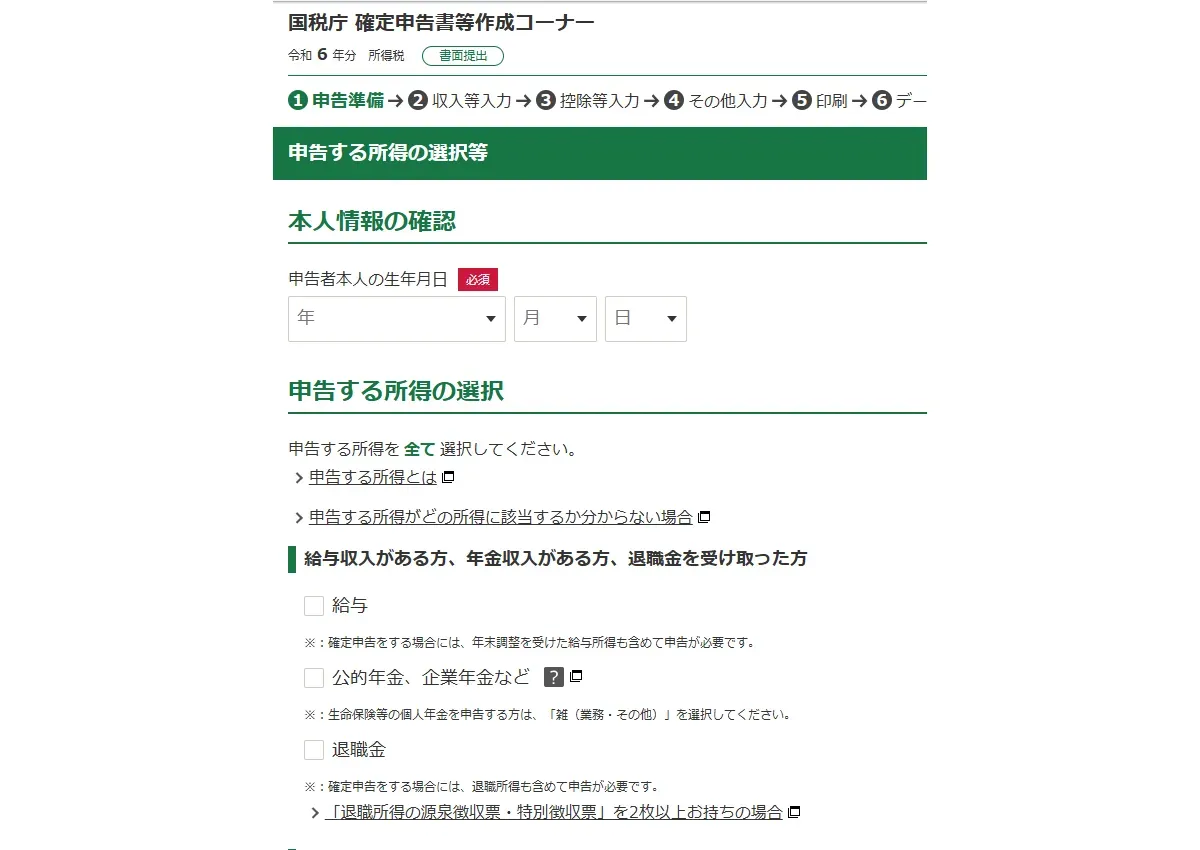 国税庁 確定申告書等作成コーナー
令和 6 年分 所得税 書面提出
1 申告準備 → 2 収入等入力 → 3 控除等入力 → 4 その他入力 → 5 印刷 → 6 デー
申告する所得の選択等
本人情報の確認
申告者本人の生年月日 必須
年 月 日
申告する所得の選択
申告する所得を 全て 選択してください。
申告する所得とは
申告する所得がどの所得に該当するか分からない場合
給与収入がある方、年金収入がある方、退職金を受け取った方
給与
※：確定申告をする場合には、年末調整を受けた給与所得も含めて申告が必要です。
公的年金、企業年金など ?
※：生命保険等の個人年金を申告する方は、「雑（業務・その他）」を選択してください。
退職金
※：確定申告をする場合には、退職所得も含めて申告が必要です。
「退職所得の源泉徴収票・特別徴収票」を2枚以上お持ちの場合